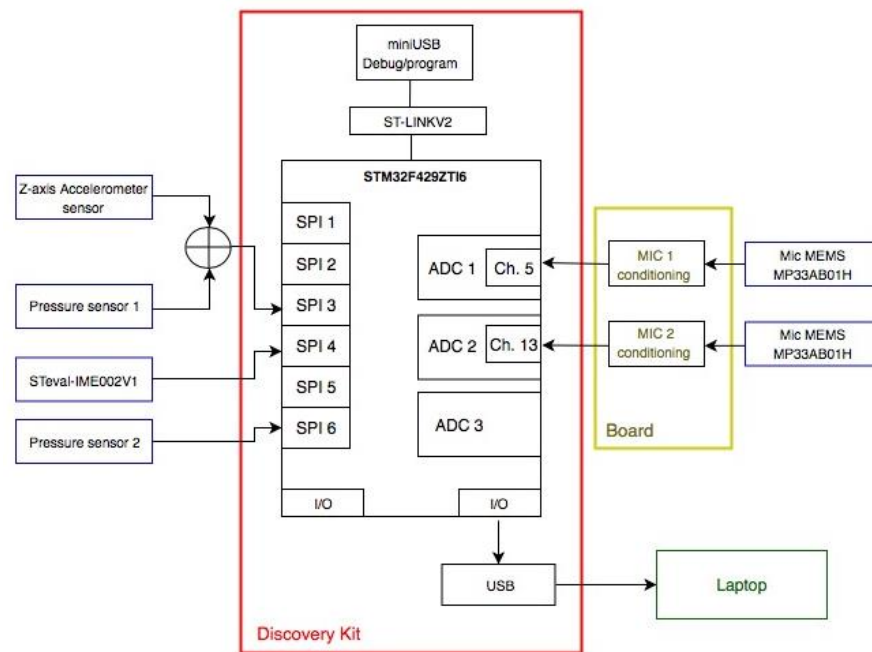 miniUSB
Debug/program
ST-LINKV2
STM32F429ZTI6
Z-axis Accelerometer
sensor
Pressure sensor 1
STeval-IME002V1
Pressure sensor 2
SPI 1
SPI 2
SPI 3
SPI 4
SPI 5
SPI 6
ADC 1
Ch. 5
ADC 2
Ch. 13
ADC 3
MIC 1
conditioning
MIC 2
conditioning
Board
Mic MEMS
MP33AB01H
Mic MEMS
MP33AB01H
I/O
I/O
USB
Laptop
Discovery Kit